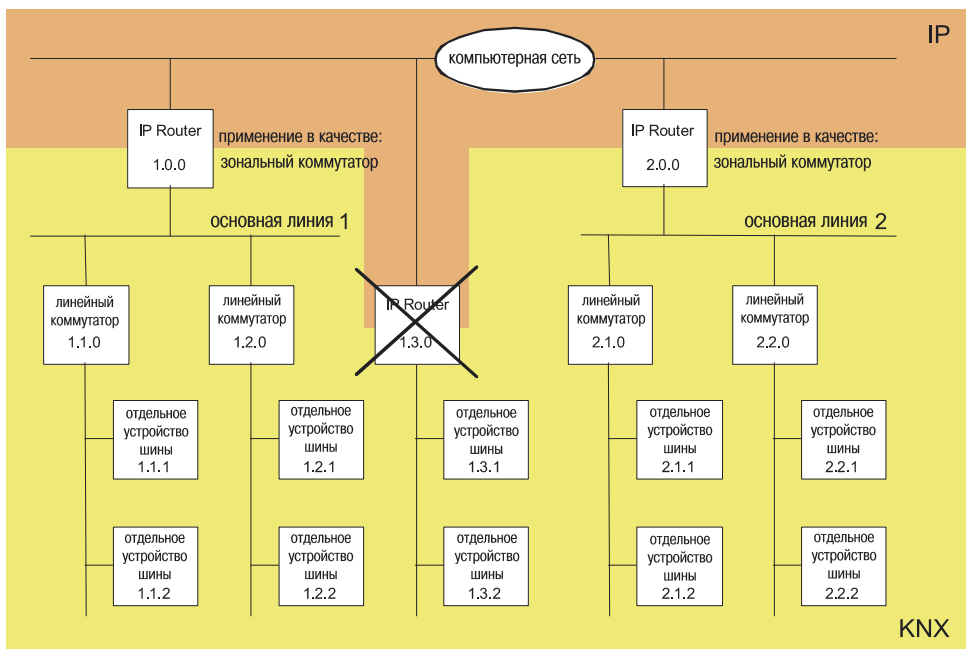 IP
компьютерная сеть
IP Router
1.0.0
применение в качестве:
зональный коммутатор
IP Router
2.0.0
применение в качестве:
зональный коммутатор
основная линия 1
основная линия 2
линейный
коммутатор
1.1.0
линейный
коммутатор
1.2.0
IP Router
1.3.0
линейный
коммутатор
2.1.0
линейный
коммутатор
2.2.0
отдельное
устройство
шины
1.1.1
отдельное
устройство
шины
1.2.1
отдельное
устройство
шины
1.3.1
отдельное
устройство
шины
2.1.1
отдельное
устройство
шины
2.2.1
отдельное
устройство
шины
1.1.2
отдельное
устройство
шины
1.2.2
отдельное
устройство
шины
1.3.2
отдельное
устройство
шины
2.1.2
отдельное
устройство
шины
2.2.2
KNX